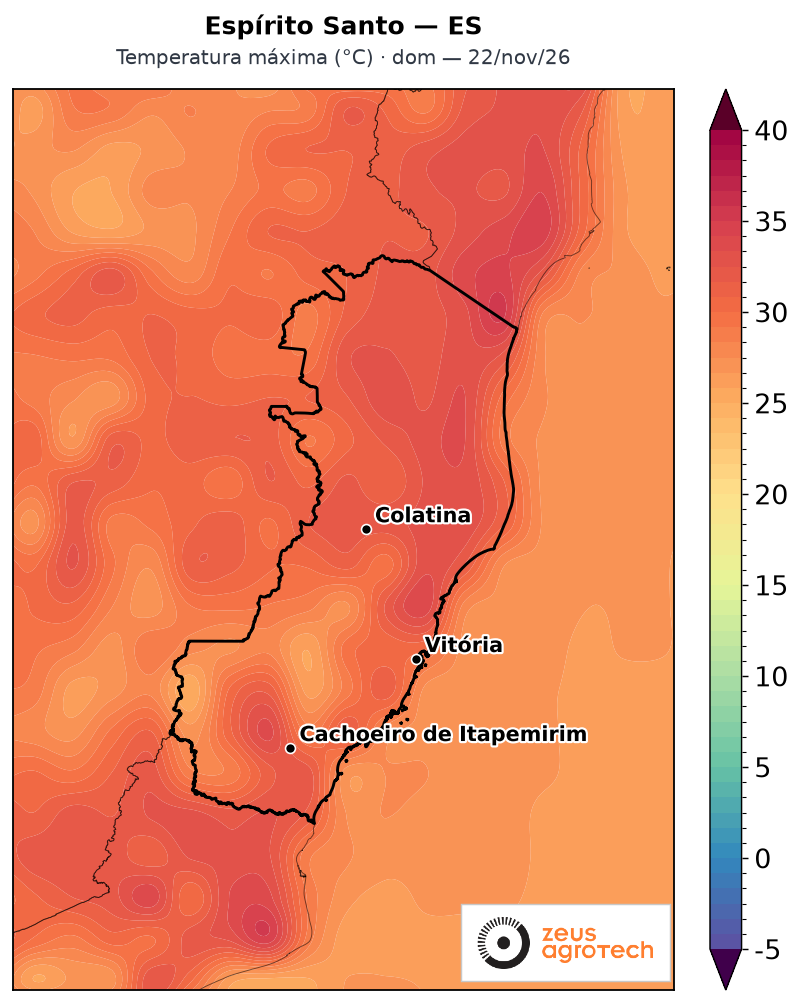 Espírito Santo — ES
Temperatura máxima (°C) · dom — 22/nov/26
40
35
30
25
20
15
10
5
0
-5
Colatina
Vitória
Cachoeiro de Itapemirim
zeus
agrotech